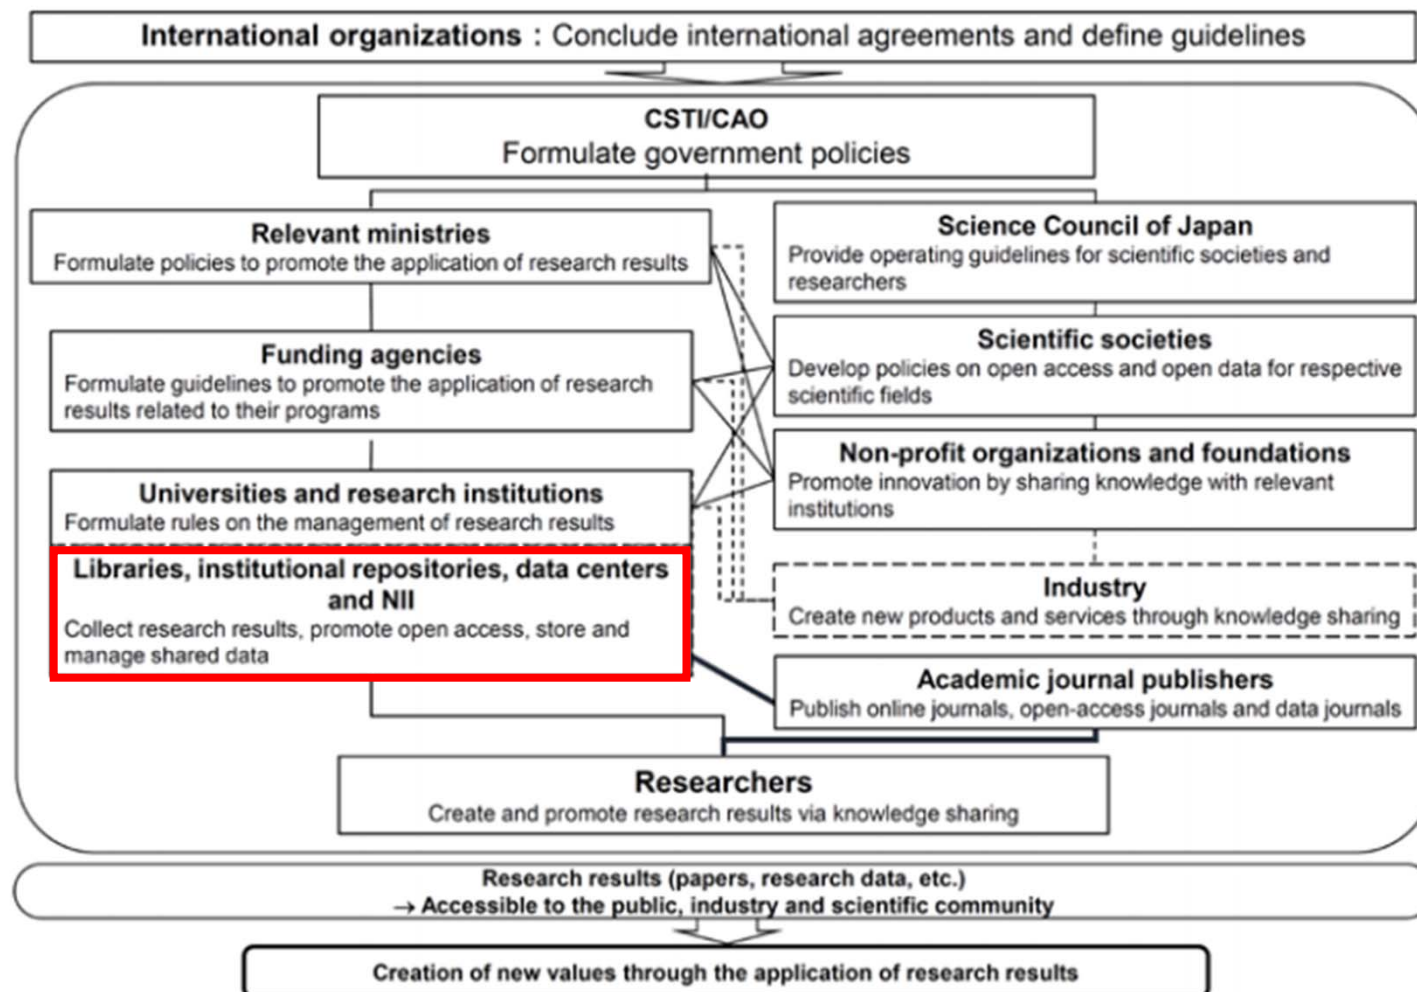 International organizations : Conclude international agreements and define guidelines
CSTI/CAO
Formulate government policies
Relevant ministries
Formulate policies to promote the application of research results
Science Council of Japan
Provide operating guidelines for scientific societies and
researchers
Funding agencies
Formulate guidelines to promote the application of research
results related to their programs
Scientific societies
Develop policies on open access and open data for respective
scientific fields
Universities and research institutions
Formulate rules on the management of research results
Non-profit organizations and foundations
Promote innovation by sharing knowledge with relevant
institutions
Libraries, institutional repositories, data centers
and NII
Collect research results, promote open access, store and
manage shared data
Industry
Create new products and services through knowledge sharing
Academic journal publishers
Publish online journals, open-access journals and data journals
Researchers
Create and promote research results via knowledge sharing
Research results (papers, research data, etc.)
→ Accessible to the public, industry and scientific community
Creation of new values through the application of research results